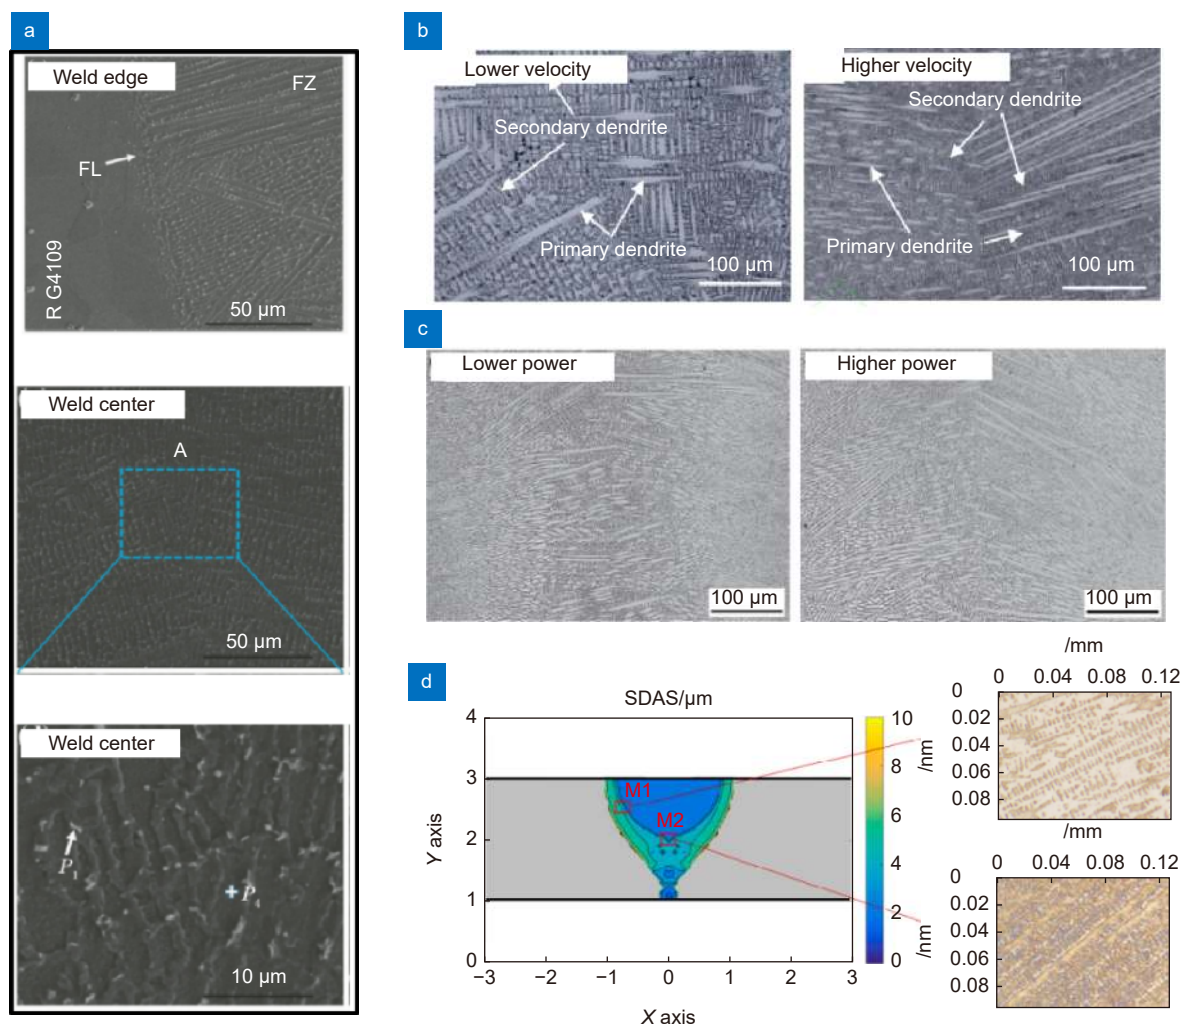 a
Weld edge
FZ
FL
R G4109
50 μm
Weld center
A
50 μm
Weld center
P1
P4
10 μm
b
Lower velocity
Secondary dendrite
Primary dendrite
100 μm
Higher velocity
Secondary dendrite
Primary dendrite
100 μm
c
Lower power
100 μm
Higher power
100 μm
d
SDAS/μm
4
3
2
1
0
Y axis
−3 −2 −1 0 1 2 3
X axis
M1
M2
10
8
6
4
2
0
/mm
0 0.04 0.08 0.12
0
0.02
0.04
0.06
0.08
/nm
/mm
0 0.04 0.08 0.12
0
0.02
0.04
0.06
0.08
/nm